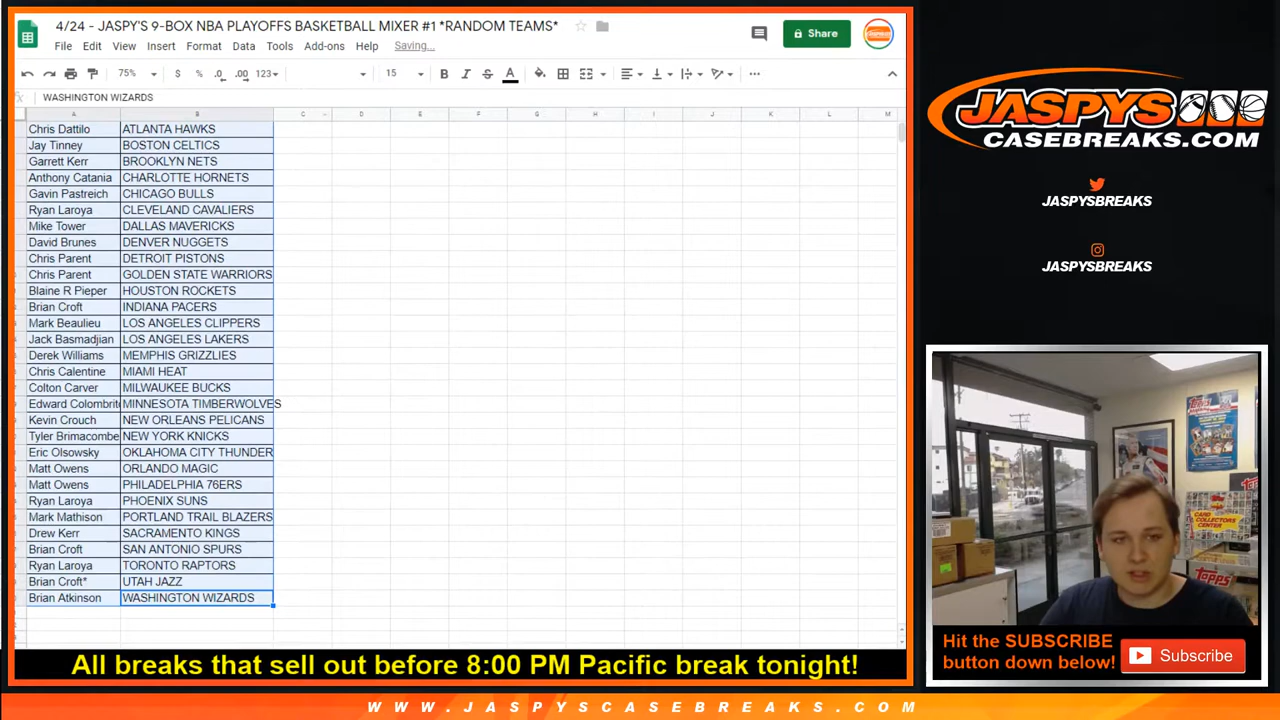 4/24 - JASPY'S 9-BOX NBA PLAYOFFS BASKETBALL MIXER #1 *RANDOM TEAMS*
File Edit View Insert Format Data Tools Add-ons Help Saving...
Share
75% $ % .0 .00 123 15 B I S A
WASHINGTON WIZARDS
A B C D E F G H I J K L M
Chris Dattilo ATLANTA HAWKS
Jay Tinney BOSTON CELTICS
Garrett Kerr BROOKLYN NETS
Anthony Catania CHARLOTTE HORNETS
Gavin Pastreich CHICAGO BULLS
Ryan Laroya CLEVELAND CAVALIERS
Mike Tower DALLAS MAVERICKS
David Brunes DENVER NUGGETS
Chris Parent DETROIT PISTONS
Chris Parent GOLDEN STATE WARRIORS
Blaine R Pieper HOUSTON ROCKETS
Brian Croft INDIANA PACERS
Mark Beaulieu LOS ANGELES CLIPPERS
Jack Basmadjian LOS ANGELES LAKERS
Derek Williams MEMPHIS GRIZZLIES
Chris Calentine MIAMI HEAT
Colton Carver MILWAUKEE BUCKS
Edward Colombrit MINNESOTA TIMBERWOLVES
Kevin Crouch NEW ORLEANS PELICANS
Tyler Brimacombe NEW YORK KNICKS
Eric Olsowsky OKLAHOMA CITY THUNDER
Matt Owens ORLANDO MAGIC
Matt Owens PHILADELPHIA 76ERS
Ryan Laroya PHOENIX SUNS
Mark Mathison PORTLAND TRAIL BLAZERS
Drew Kerr SACRAMENTO KINGS
Brian Croft SAN ANTONIO SPURS
Ryan Laroya TORONTO RAPTORS
Brian Croft* UTAH JAZZ
Brian Atkinson WASHINGTON WIZARDS
JASPYS
CASEBREAKS.COM
JASPYSBREAKS
JASPYSBREAKS
Topps
CARD
COLLECTORS
CENTER
TOPPS
Hit the SUBSCRIBE
button down below!
Subscribe
All breaks that sell out before 8:00 PM Pacific break tonight!
WWW.JASPYSCASEBREAKS.COM